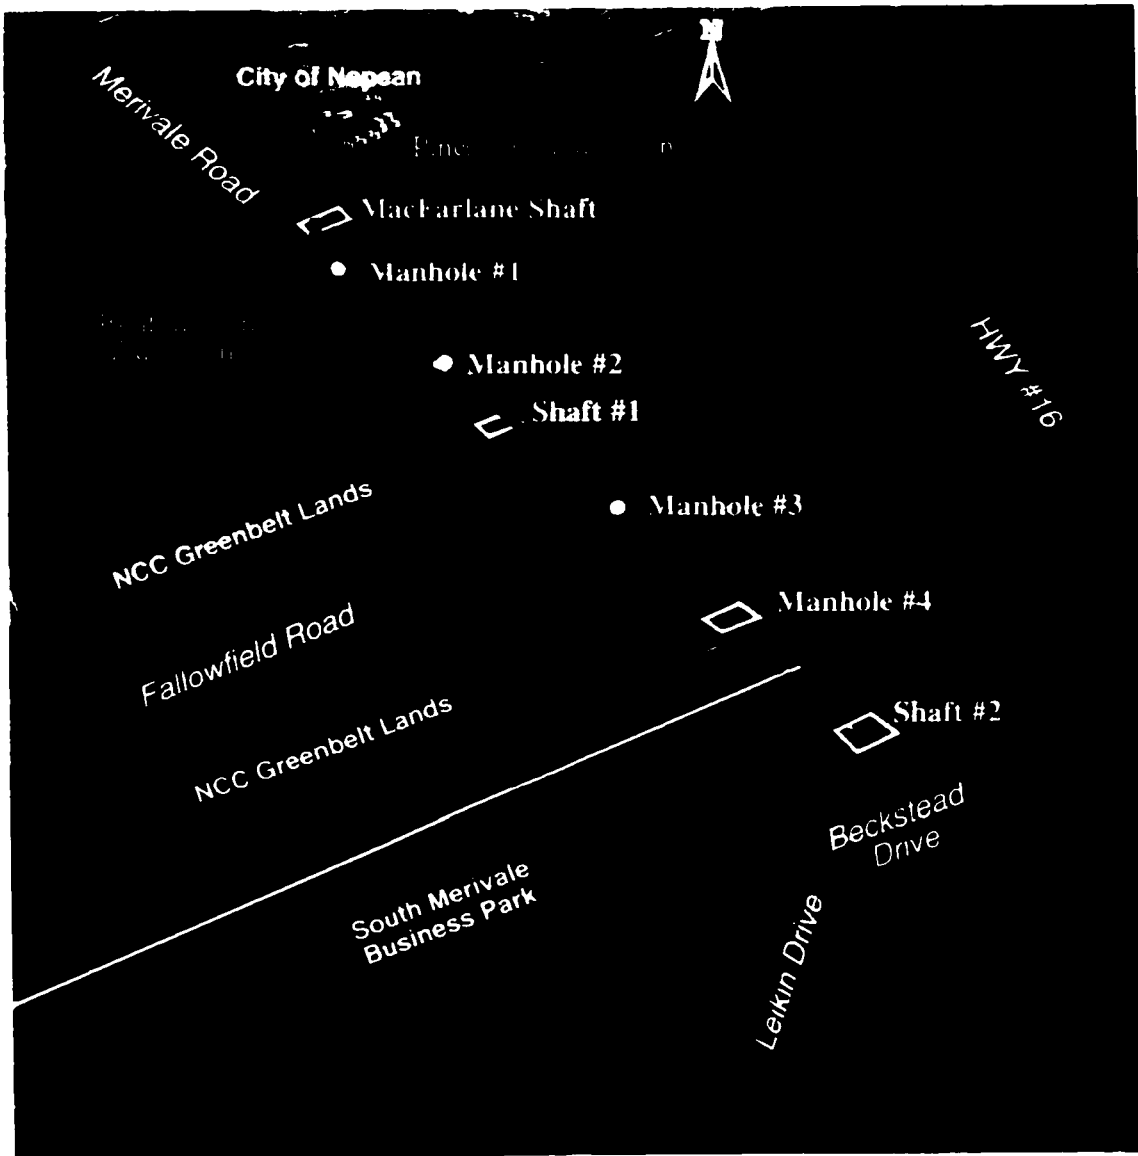 N
City of Nepean
Merivale Road
MacFarlane Shaft
Manhole #1
HWY #16
Manhole #2
Shaft #1
NCC Greenbelt Lands
Manhole #3
Manhole #4
Fallowfield Road
NCC Greenbelt Lands
Shaft #2
Beckstead
Drive
South Merivale
Business Park
Leikin Drive